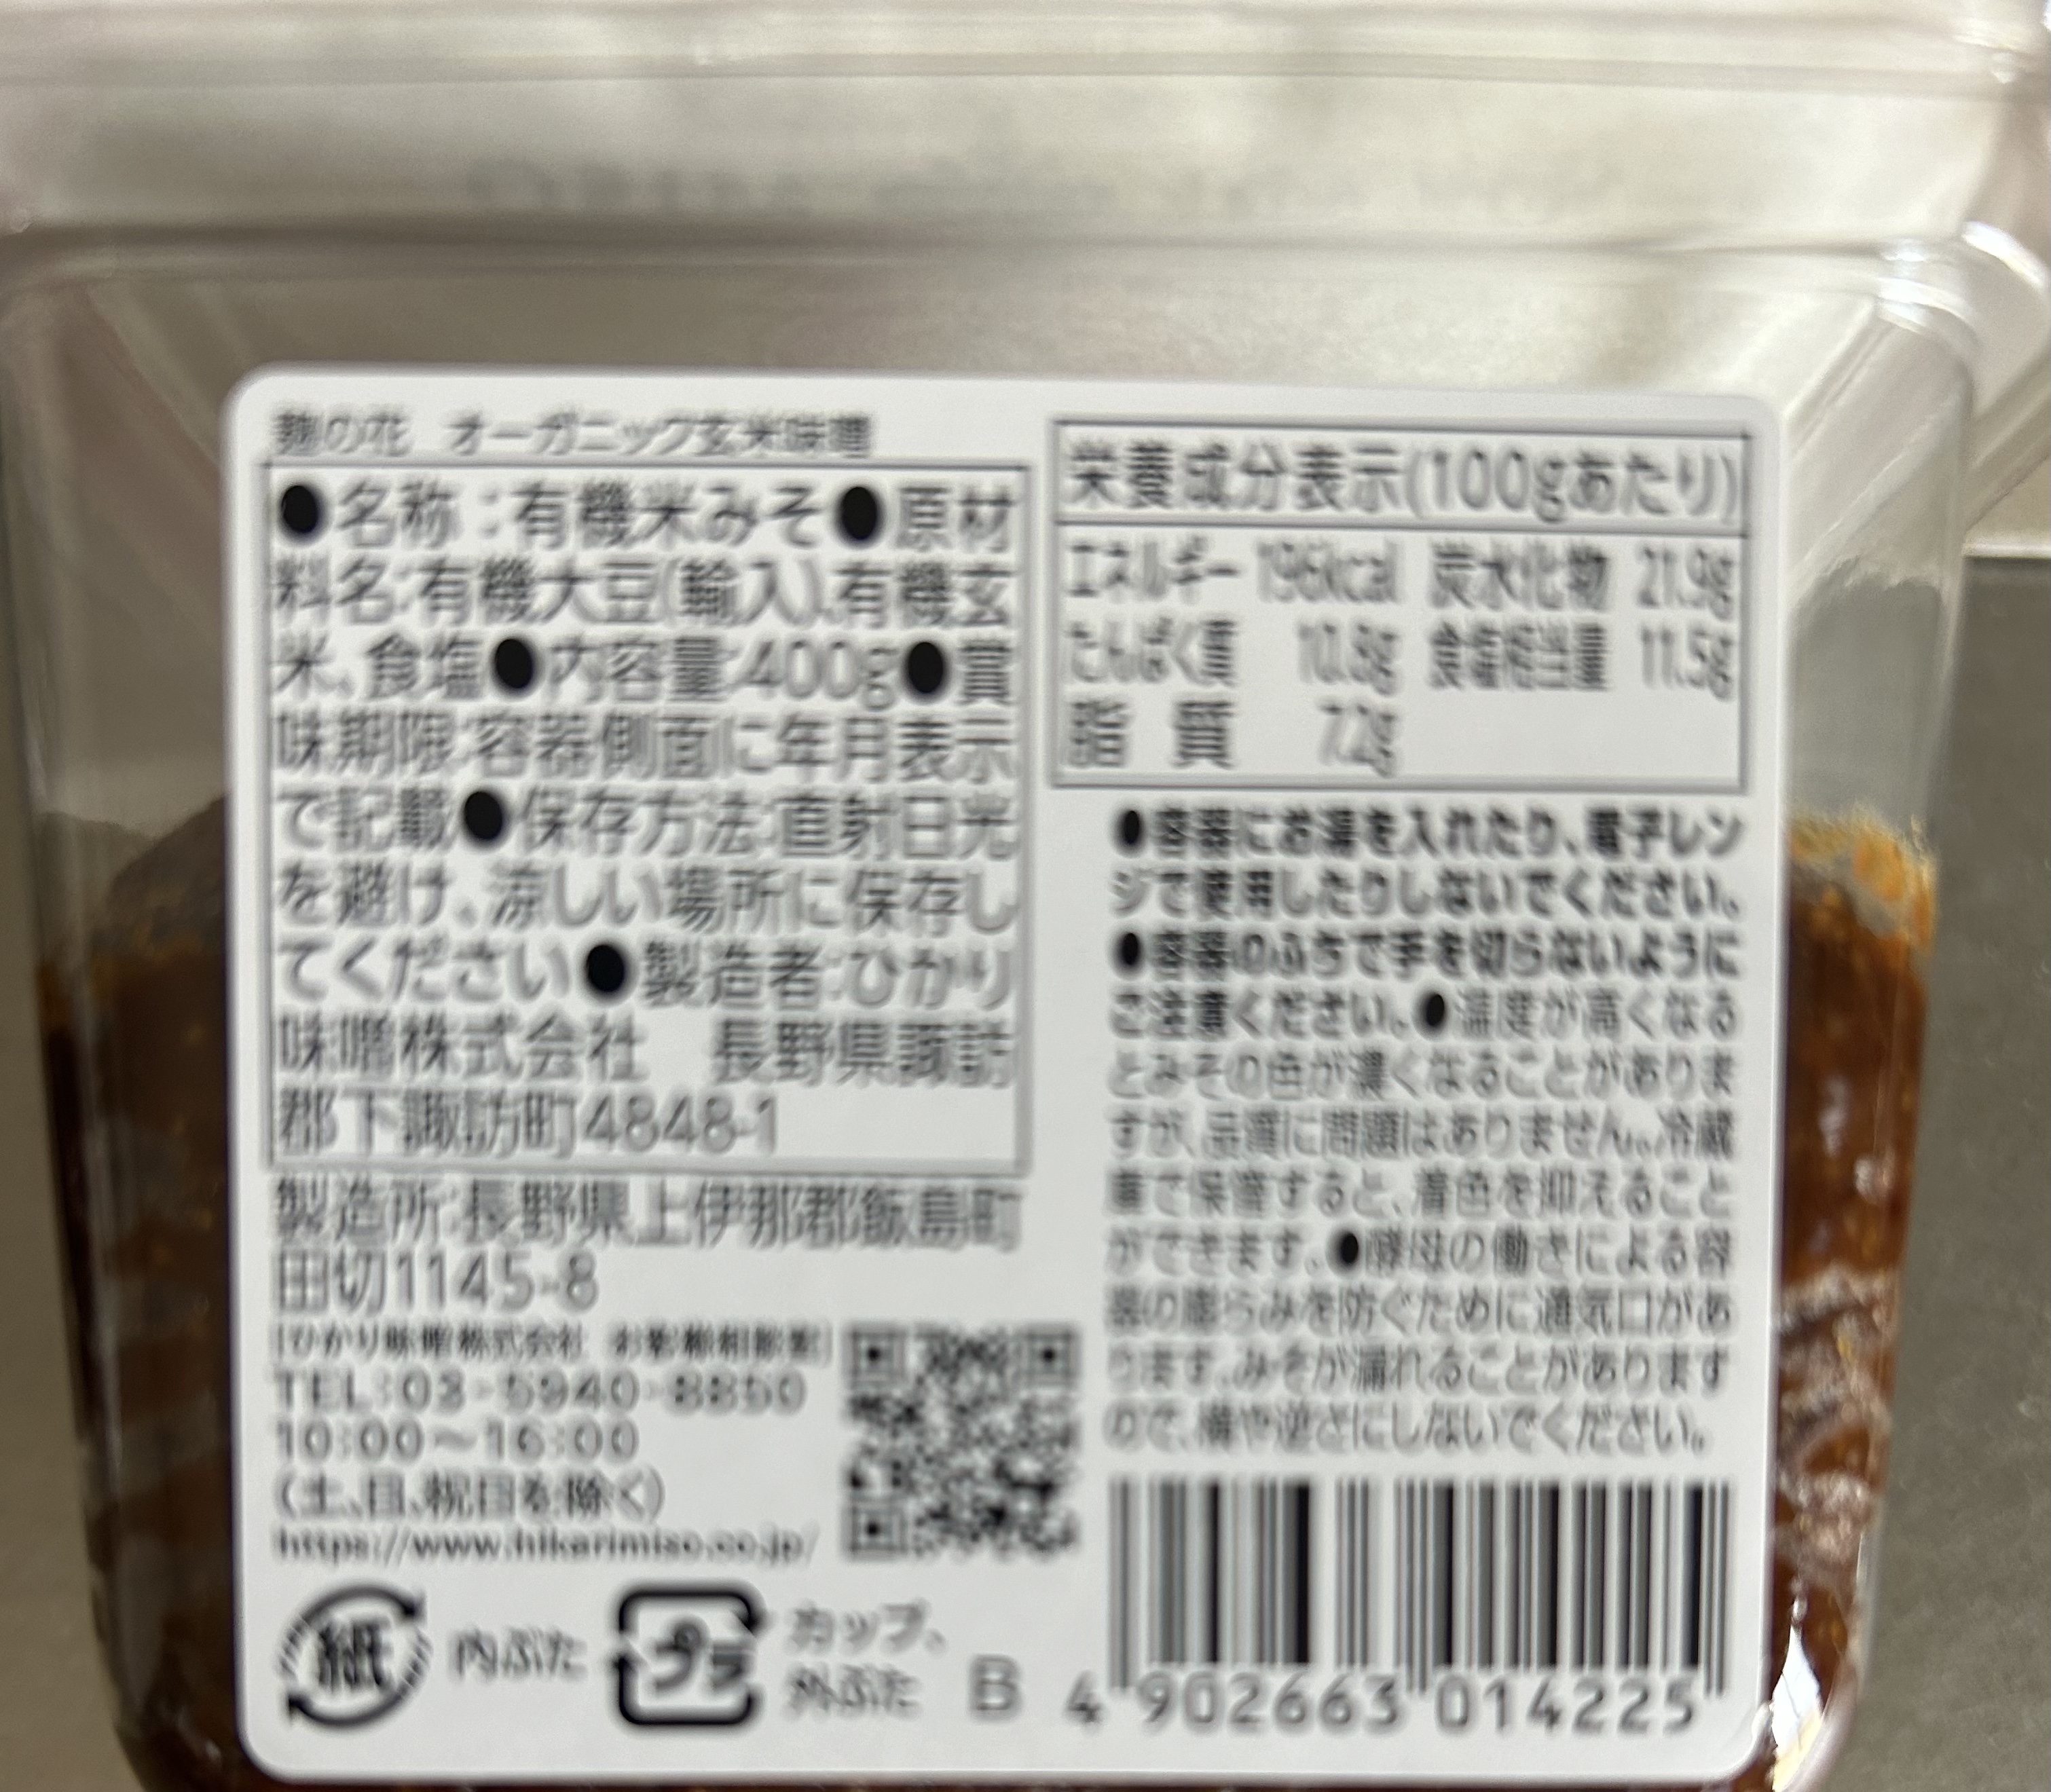 麹の花 オーガニック玄米味噌
●名称:有機米みそ●原材
料名:有機大豆(輸入)、有機玄
米、食塩●内容量:400g●賞
味期限:容器側面に年月表示
で記載●保存方法:直射日光
を避け、涼しい場所に保存し
てください●製造者:ひかり
味噌株式会社 長野県諏訪
郡下諏訪町4848-1
製造所:長野県上伊那郡飯島町
田切1145-8
[ひかり味噌株式会社 お客様相談室]
TEL:03-5940-8850
10:00〜16:00
(土、日、祝日を除く)
https://www.hikarimiso.co.jp/
紙 内ぶた プラ カップ、
外ぶた B
栄養成分表示(100gあたり)
エネルギー 196kcal 炭水化物 21.9g
たんぱく質 10.8g 食塩相当量 11.5g
脂質 7.2g
●容器にお湯を入れたり、電子レン
ジで使用したりしないでください。
●容器のふちで手を切らないように
ご注意ください。●温度が高くなる
とみその色が濃くなることがありま
すが、品質に問題はありません。冷蔵
庫で保管すると、着色を抑えること
ができます。●酵母の働きによる容
器の膨らみを防ぐために通気口があ
ります。みそが漏れることがあります
ので、横や逆さにしないでください。
4 902663 014225